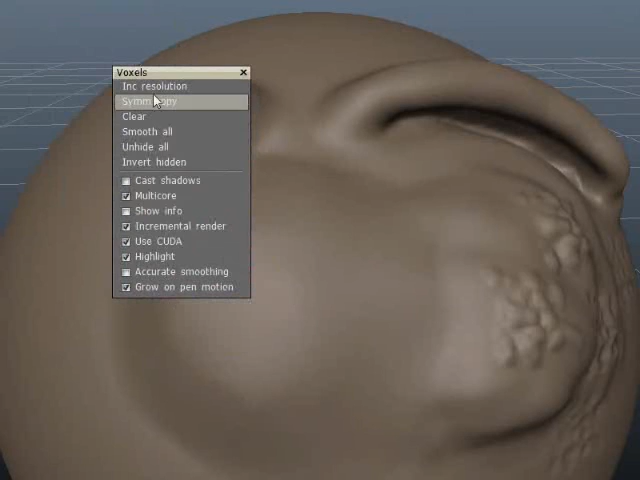 Voxels
Inc resolution
Clear
Smooth all
Unhide all
Invert hidden
Cast shadows
Multicore
Show info
Incremental render
Use CUDA
Highlight
Accurate smoothing
Grow on pen motion